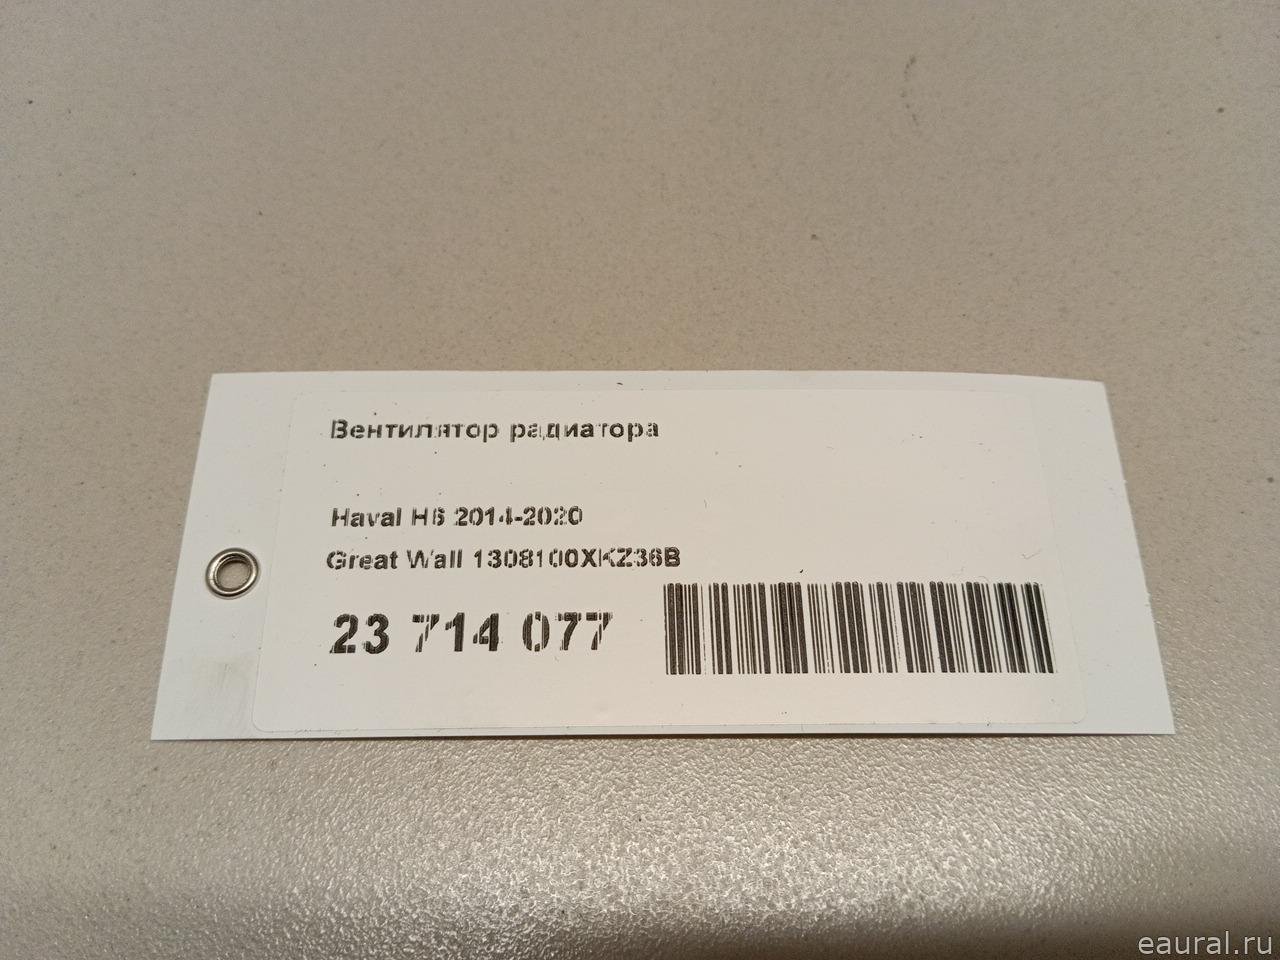 Вентилятор радиатора
Haval H6 2014-2020
Great Wall 1308100XKZ36B
23 714 077
eaural.ru